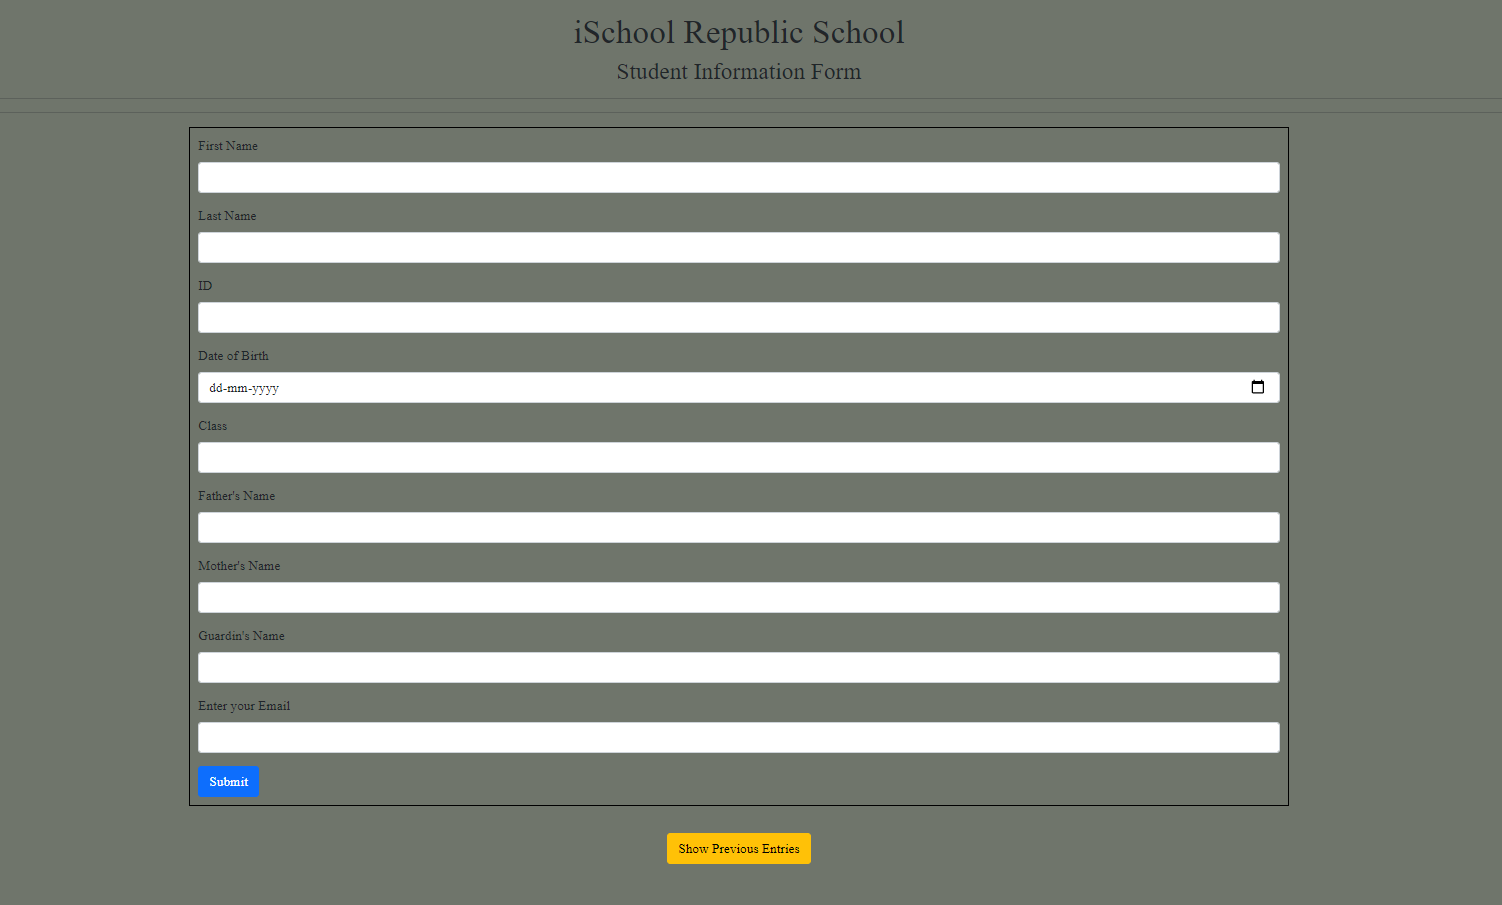 iSchool Republic School
Student Information Form
First Name
Last Name
ID
Date of Birth
dd-mm-yyyy
Class
Father's Name
Mother's Name
Guardin's Name
Enter your Email
Submit
Show Previous Entries